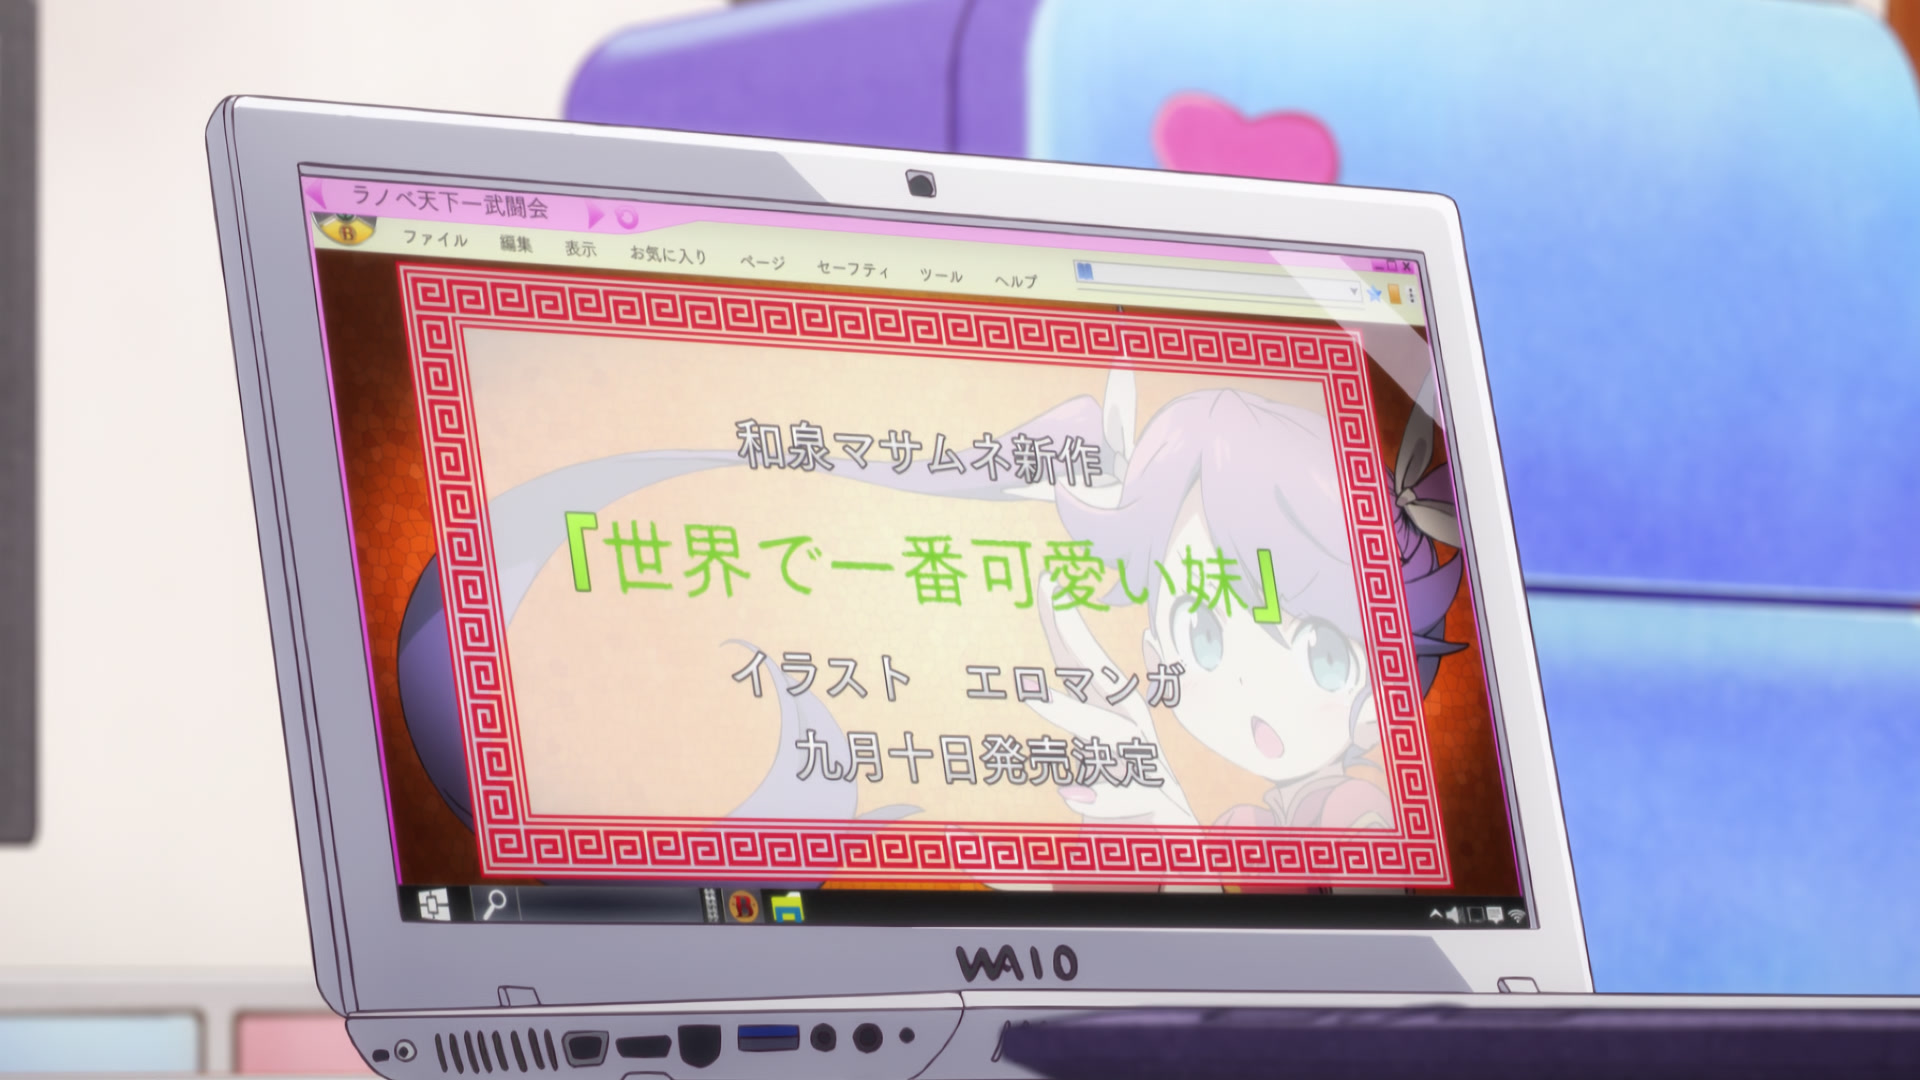 ラノベ天下一武闘会
B
ファイル 編集 表示 お気に入り ページ セーフティ ツール ヘルプ
和泉マサムネ新作
『世界で一番可愛い妹』
イラスト エロマンガ
九月十日発売決定
WAIO